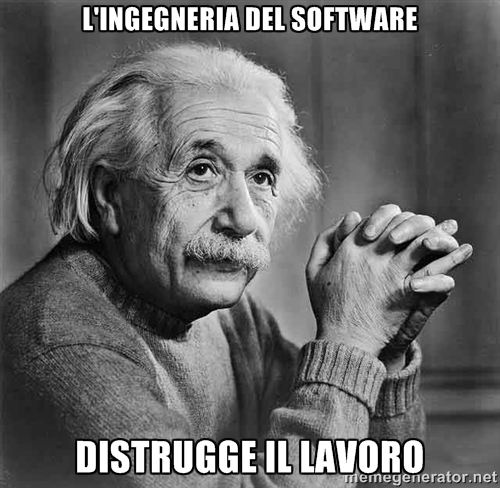 L'INGEGNERIA DEL SOFTWARE
DISTRUGGE IL LAVORO
memegenerator.net